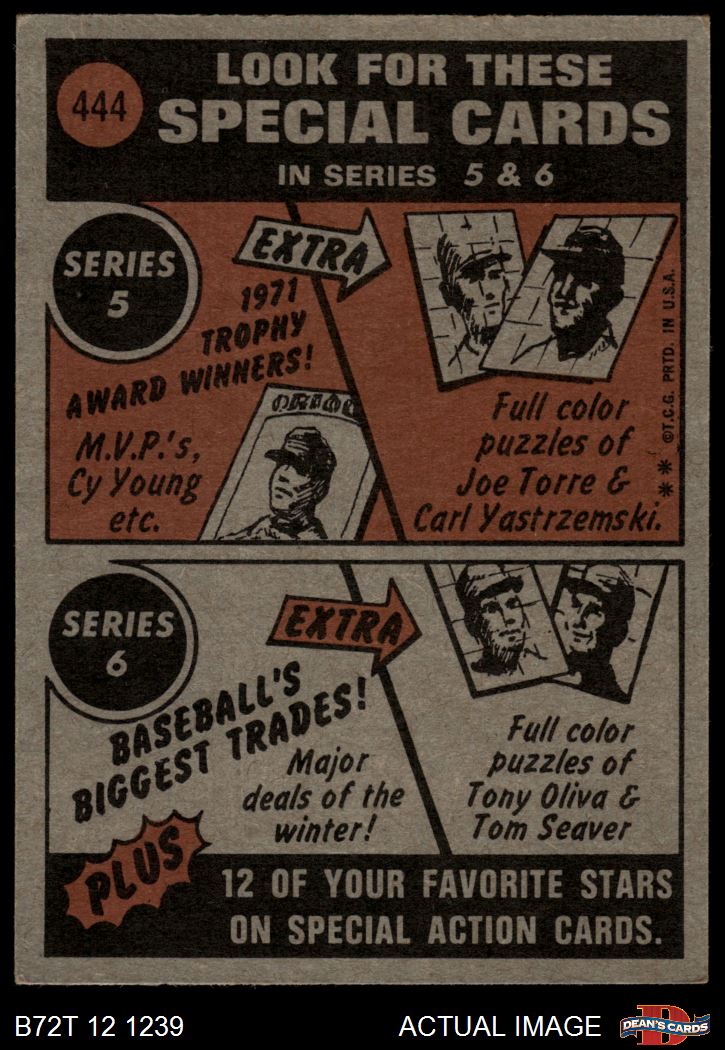 444
LOOK FOR THESE
SPECIAL CARDS
IN SERIES 5 & 6
SERIES
5
EXTRA
1971
TROPHY
AWARD WINNERS!
M.V.P.'s,
Cy Young
etc.
Full color
puzzles of
Joe Torre &
Carl Yastrzemski.
** ©T.C.G. PRTD. IN U.S.A.
SERIES
6
EXTRA
BASEBALL'S
BIGGEST TRADES!
Major
deals of the
winter!
Full color
puzzles of
Tony Oliva &
Tom Seaver
PLUS
12 OF YOUR FAVORITE STARS
ON SPECIAL ACTION CARDS.
B72T 12 1239
ACTUAL IMAGE
DEAN'S CARDS